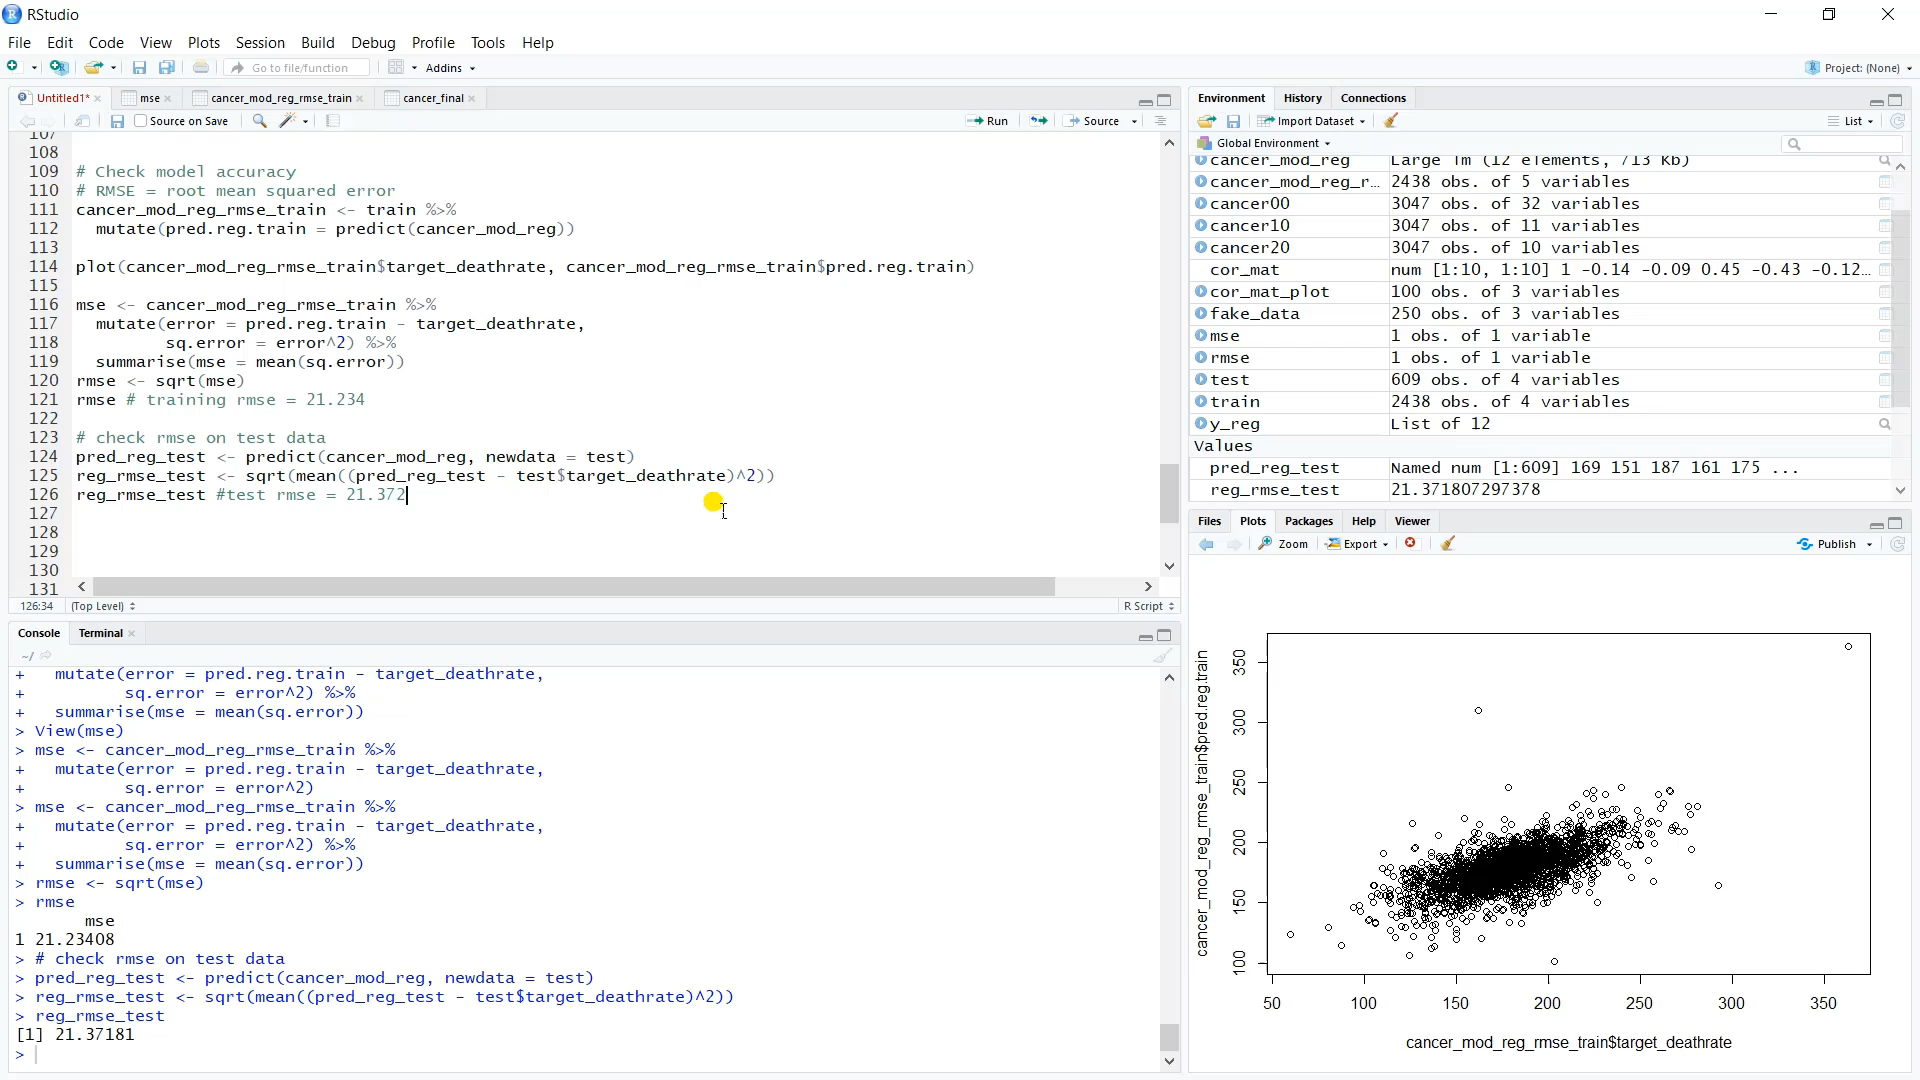 RStudio
File Edit Code View Plots Session Build Debug Profile Tools Help
Go to file/function Addins Project: (None)
Untitled1* mse cancer_mod_reg_rmse_train cancer_final
Source on Save Run Source
107
108
109 # Check model accuracy
110 # RMSE = root mean squared error
111 cancer_mod_reg_rmse_train <- train %>%
112 mutate(pred.reg.train = predict(cancer_mod_reg))
113
114 plot(cancer_mod_reg_rmse_train$target_deathrate, cancer_mod_reg_rmse_train$pred.reg.train)
115
116 mse <- cancer_mod_reg_rmse_train %>%
117 mutate(error = pred.reg.train - target_deathrate,
118 sq.error = error^2) %>%
119 summarise(mse = mean(sq.error))
120 rmse <- sqrt(mse)
121 rmse # training rmse = 21.234
122
123 # check rmse on test data
124 pred_reg_test <- predict(cancer_mod_reg, newdata = test)
125 reg_rmse_test <- sqrt(mean((pred_reg_test - test$target_deathrate)^2))
126 reg_rmse_test #test rmse = 21.372
127
128
129
130
131
126:34 (Top Level) R Script
Console Terminal
~/
+ mutate(error = pred.reg.train - target_deathrate,
+ sq.error = error^2) %>%
+ summarise(mse = mean(sq.error))
> View(mse)
> mse <- cancer_mod_reg_rmse_train %>%
+ mutate(error = pred.reg.train - target_deathrate,
+ sq.error = error^2)
> mse <- cancer_mod_reg_rmse_train %>%
+ mutate(error = pred.reg.train - target_deathrate,
+ sq.error = error^2) %>%
+ summarise(mse = mean(sq.error))
> rmse <- sqrt(mse)
> rmse
mse
1 21.23408
> # check rmse on test data
> pred_reg_test <- predict(cancer_mod_reg, newdata = test)
> reg_rmse_test <- sqrt(mean((pred_reg_test - test$target_deathrate)^2))
> reg_rmse_test
[1] 21.37181
>
Environment History Connections
Import Dataset List
Global Environment
cancer_mod_reg Large lm (12 elements, 713 Kb)
cancer_mod_reg_r... 2438 obs. of 5 variables
cancer00 3047 obs. of 32 variables
cancer10 3047 obs. of 11 variables
cancer20 3047 obs. of 10 variables
cor_mat num [1:10, 1:10] 1 -0.14 -0.09 0.45 -0.43 -0.12...
cor_mat_plot 100 obs. of 3 variables
fake_data 250 obs. of 3 variables
mse 1 obs. of 1 variable
rmse 1 obs. of 1 variable
test 609 obs. of 4 variables
train 2438 obs. of 4 variables
y_reg List of 12
Values
pred_reg_test Named num [1:609] 169 151 187 161 175 ...
reg_rmse_test 21.371807297378
Files Plots Packages Help Viewer
Zoom Export Publish
cancer_mod_reg_rmse_train$pred.reg.train
350
300
250
200
150
100
50 100 150 200 250 300 350
cancer_mod_reg_rmse_train$target_deathrate